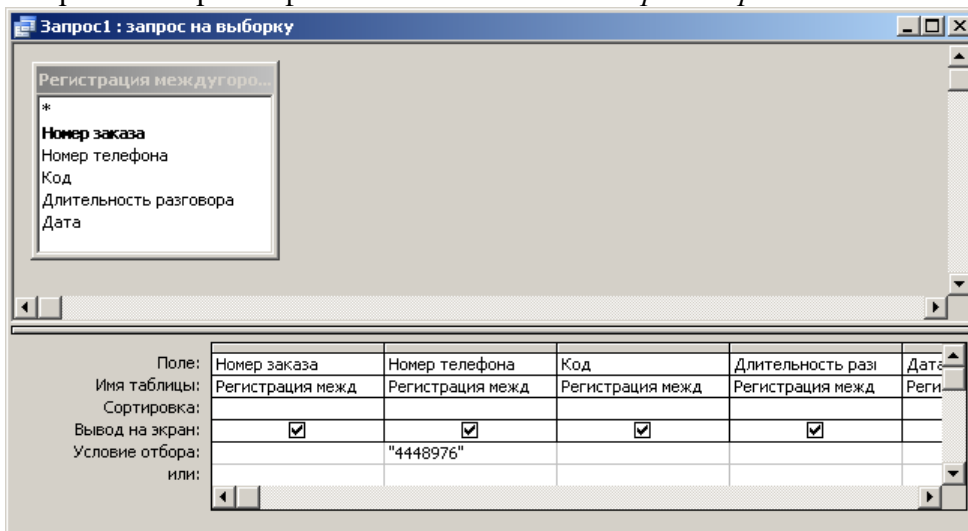 Запрос1 : запрос на выборку
Регистрация междугоро...
*
Номер заказа
Номер телефона
Код
Длительность разговора
Дата
Поле: Номер заказа Номер телефона Код Длительность разг Дата
Имя таблицы: Регистрация межд Регистрация межд Регистрация межд Регистрация межд Реги
Сортировка:
Вывод на экран:
Условие отбора: "4448976"
или: